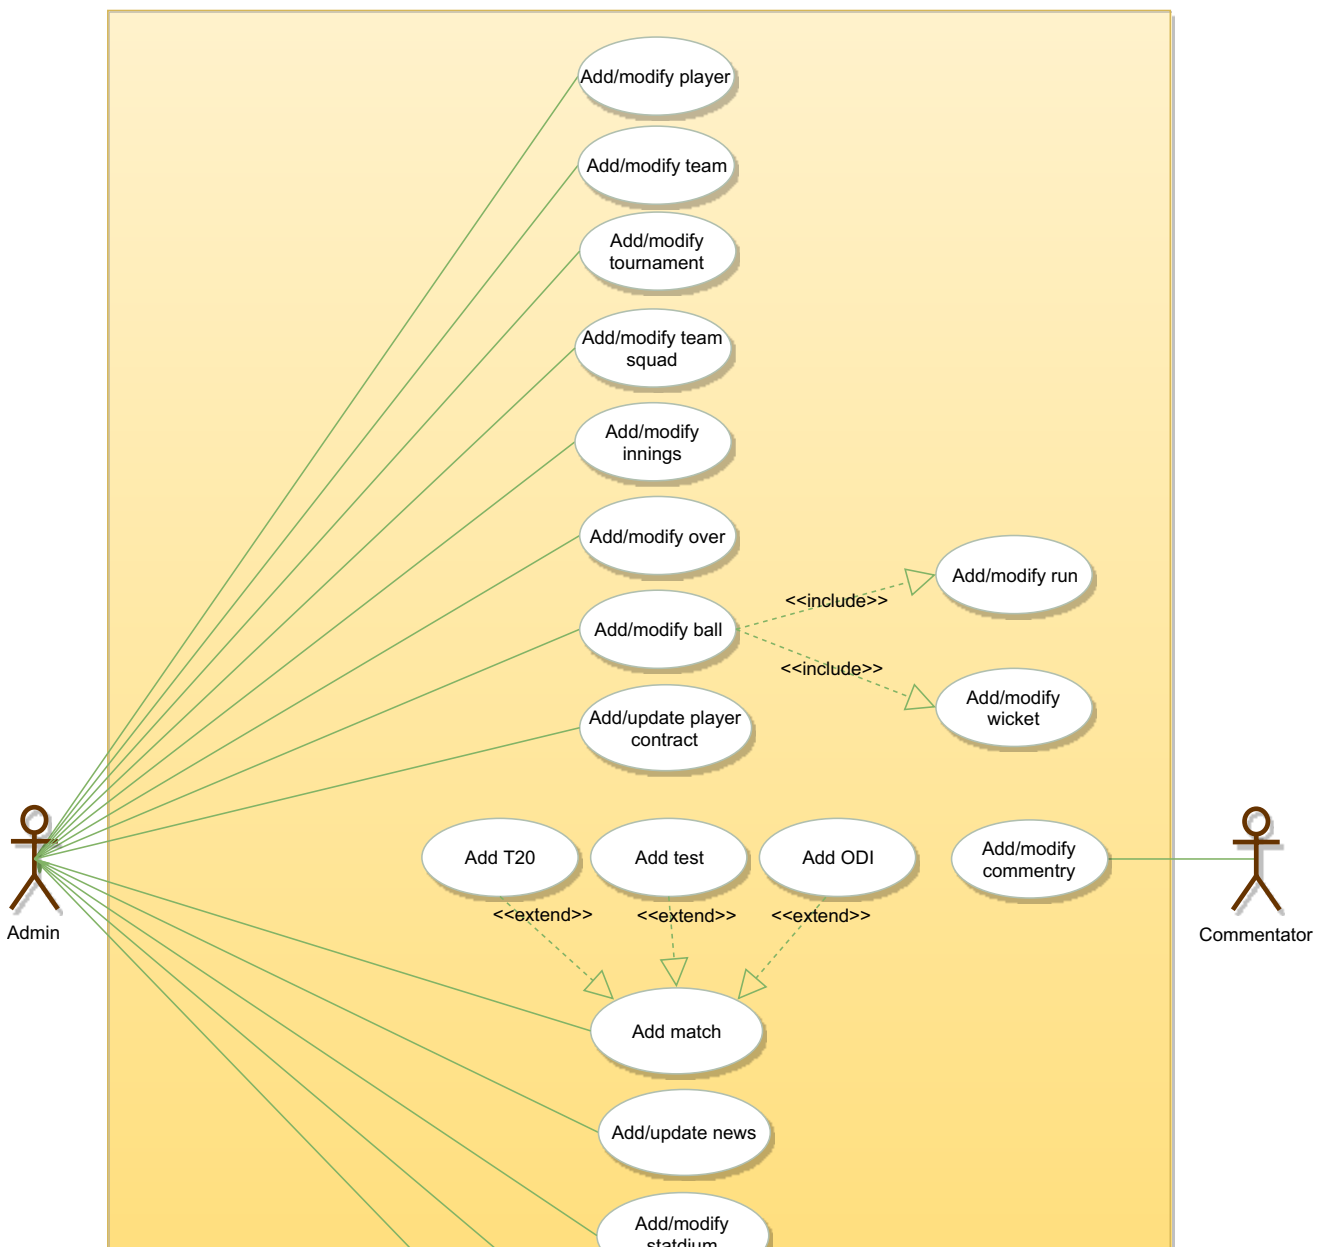 Add/modify player
Add/modify team
Add/modify
tournament
Add/modify team
squad
Add/modify
innings
Add/modify over
Add/modify run
<<include>>
Add/modify ball
<<include>>
Add/modify
wicket
Add/update player
contract
Add T20
Add test
Add ODI
Add/modify
commentry
<<extend>>
<<extend>>
<<extend>>
Admin
Commentator
Add match
Add/update news
Add/modify
statdium